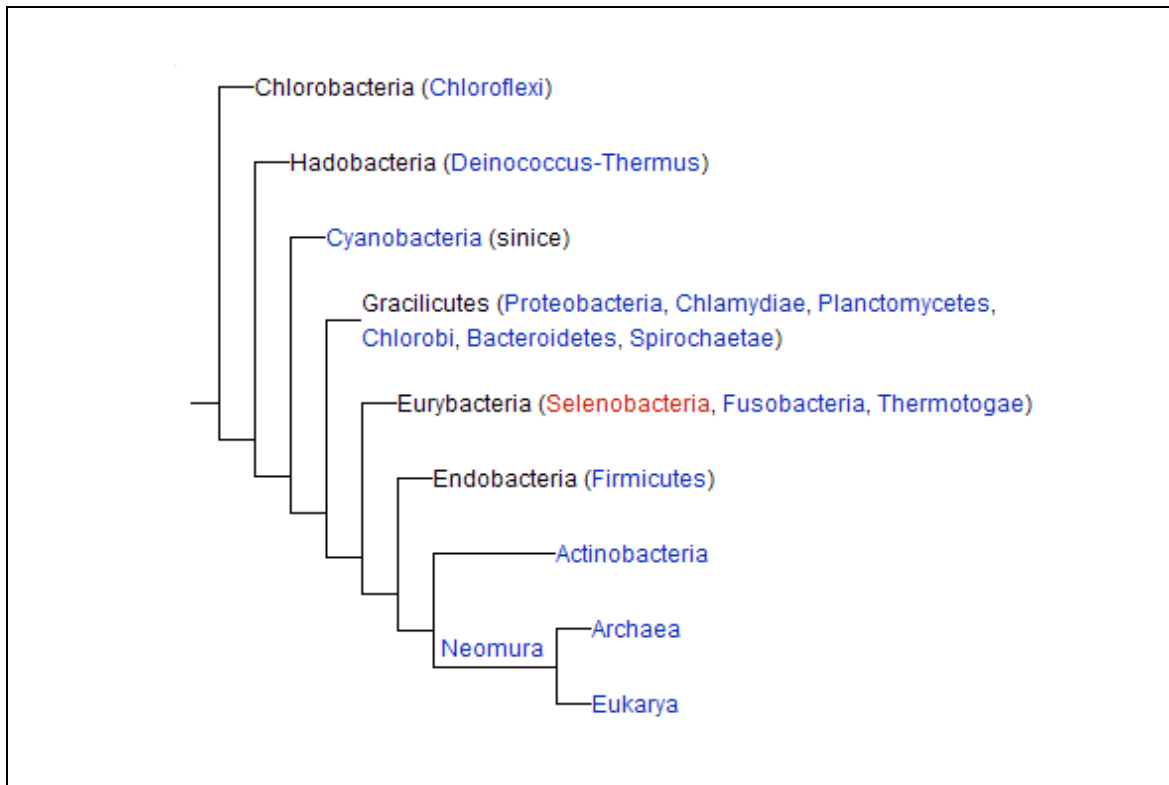 Chlorobacteria (Chloroflexi)
Hadobacteria (Deinococcus-Thermus)
Cyanobacteria (sinice)
Gracilicutes (Proteobacteria, Chlamydiae, Planctomycetes,
Chlorobi, Bacteroidetes, Spirochaetae)
Eurybacteria (Selenobacteria, Fusobacteria, Thermotogae)
Endobacteria (Firmicutes)
Actinobacteria
Archaea
Neomura
Eukarya